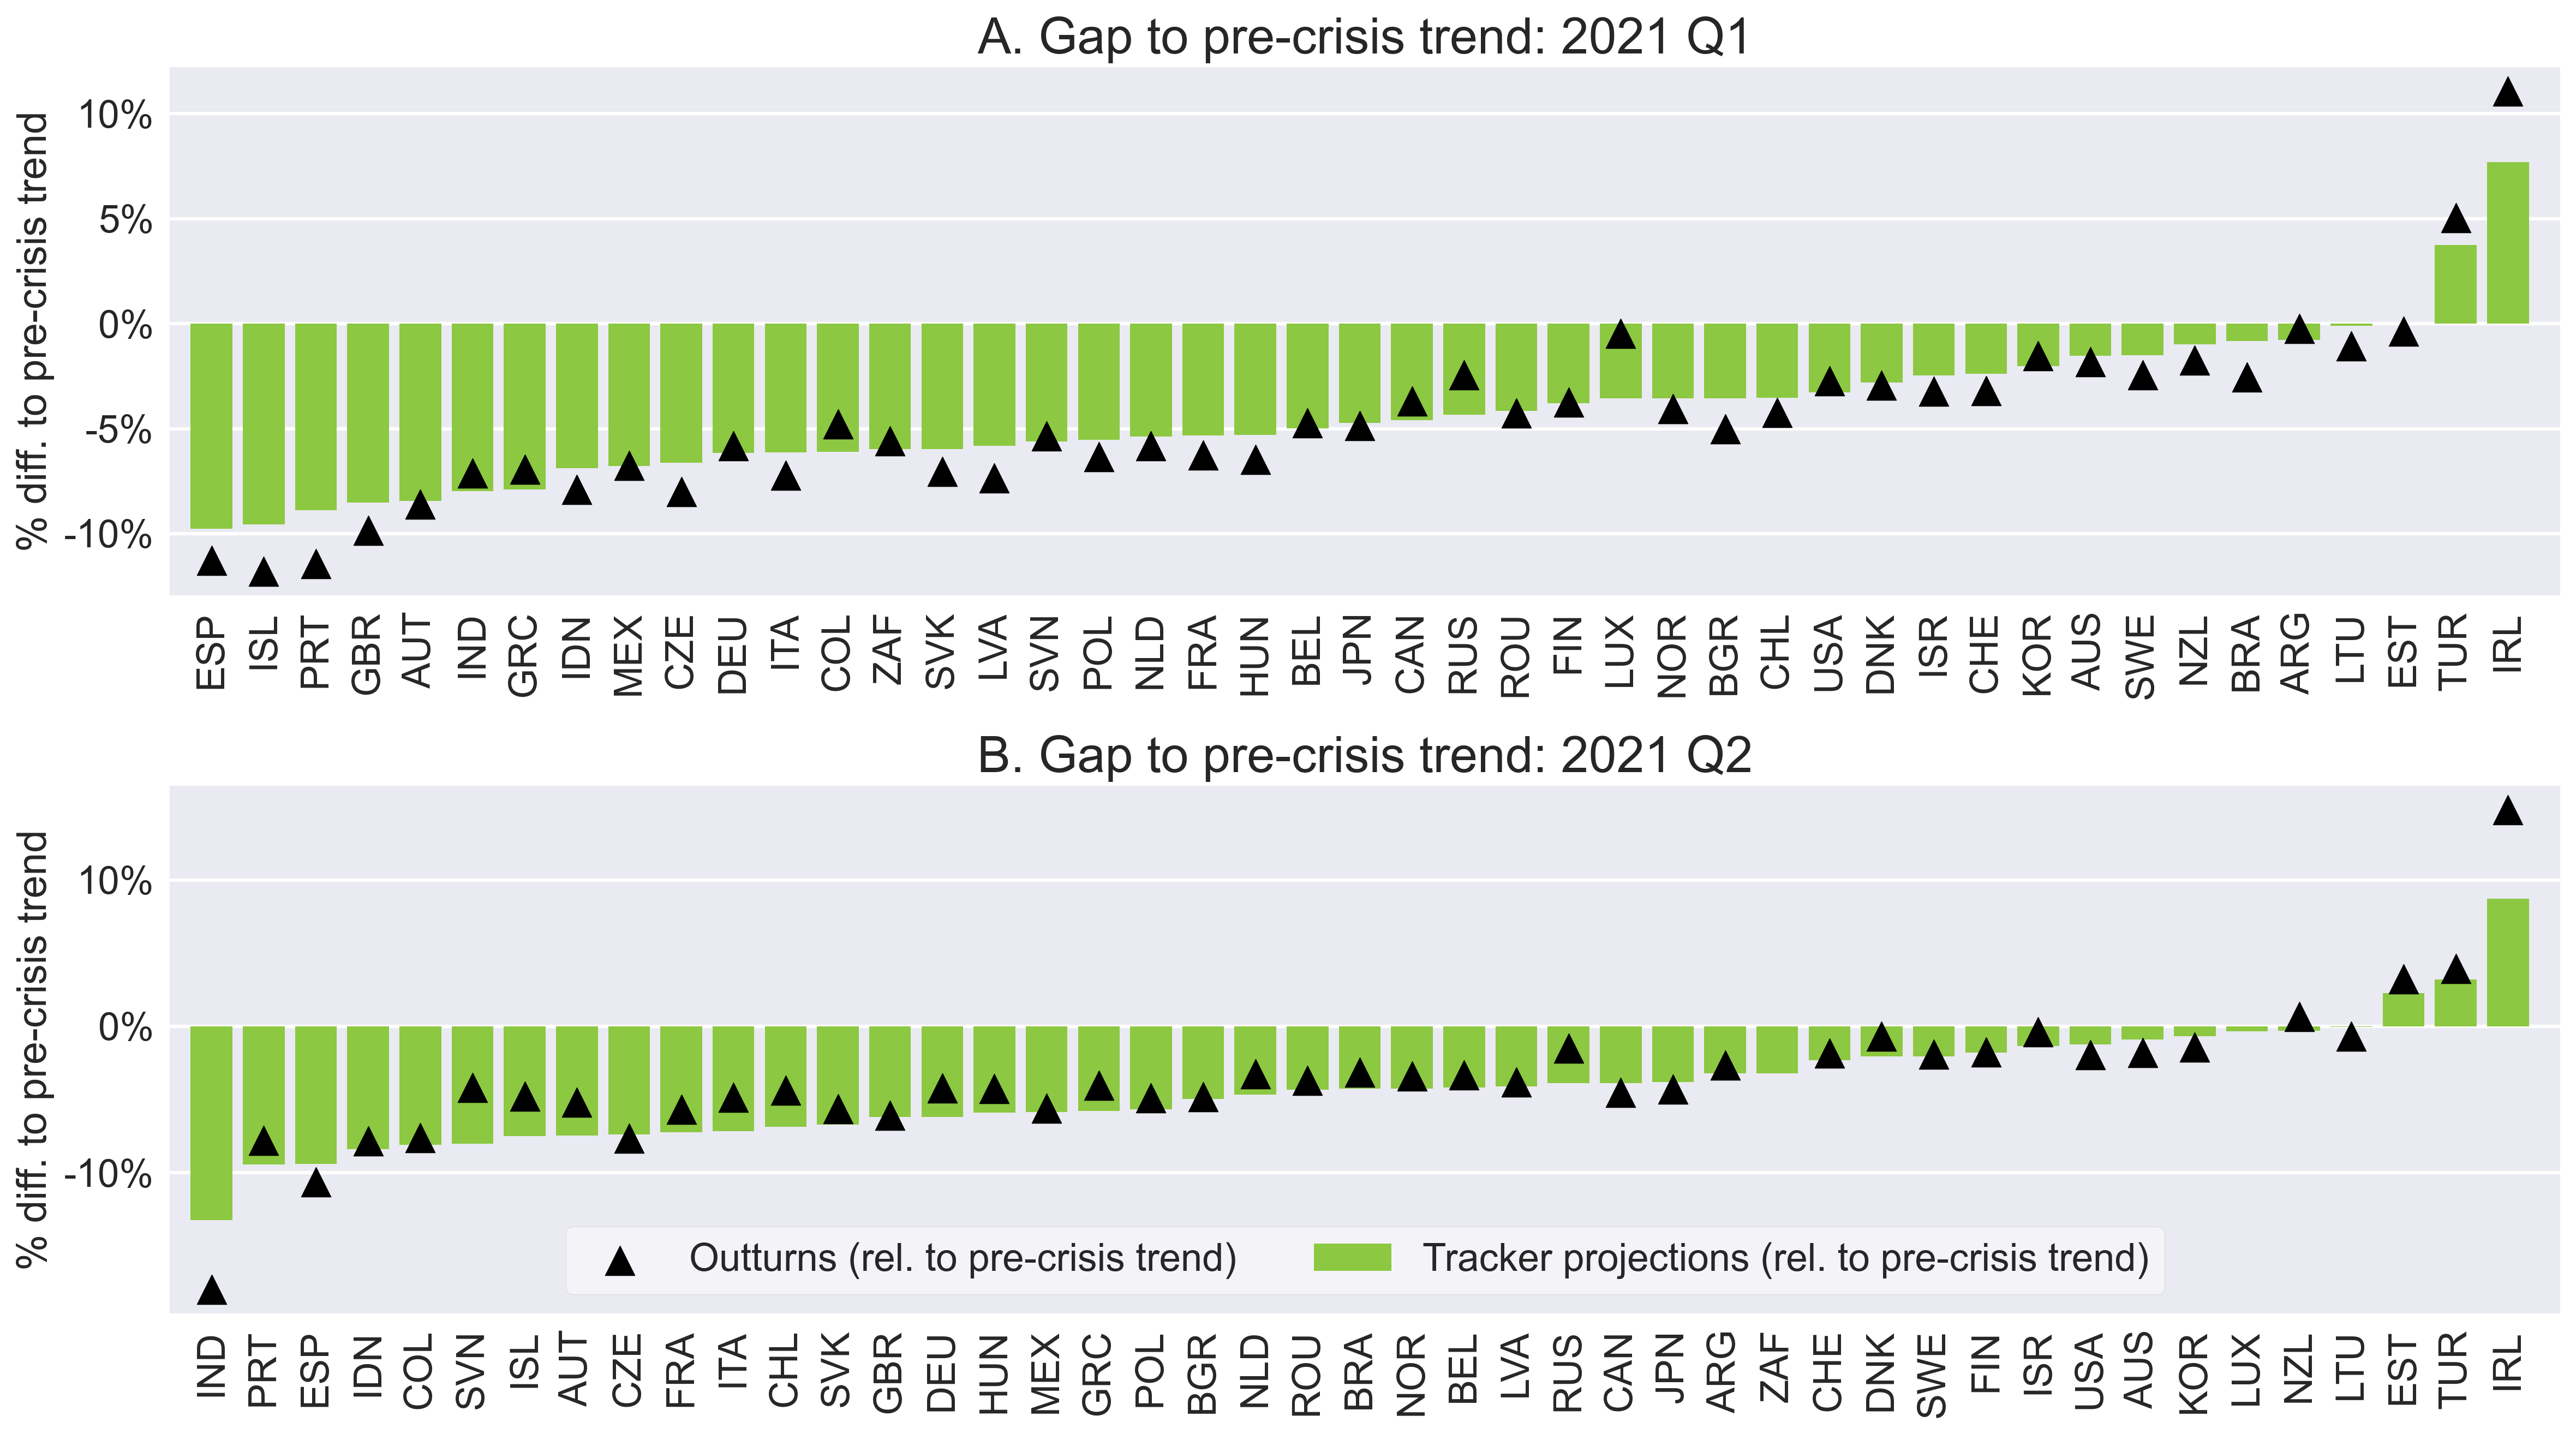 A. Gap to pre-crisis trend: 2021 Q1
% diff. to pre-crisis trend
10%
5%
0%
-5%
-10%
ESP ISL PRT GBR AUT IND GRC IDN MEX CZE DEU ITA COL ZAF SVK LVA SVN POL NLD FRA HUN BEL JPN CAN RUS ROU FIN LUX NOR BGR CHL USA DNK ISR CHE KOR AUS SWE NZL BRA ARG LTU EST TUR IRL
B. Gap to pre-crisis trend: 2021 Q2
% diff. to pre-crisis trend
10%
0%
-10%
Outturns (rel. to pre-crisis trend) Tracker projections (rel. to pre-crisis trend)
IND PRT ESP IDN COL SVN ISL AUT CZE FRA ITA CHL SVK GBR DEU HUN MEX GRC POL BGR NLD ROU BRA NOR BEL LVA RUS CAN JPN ARG ZAF CHE DNK SWE FIN ISR USA AUS KOR LUX NZL LTU EST TUR IRL